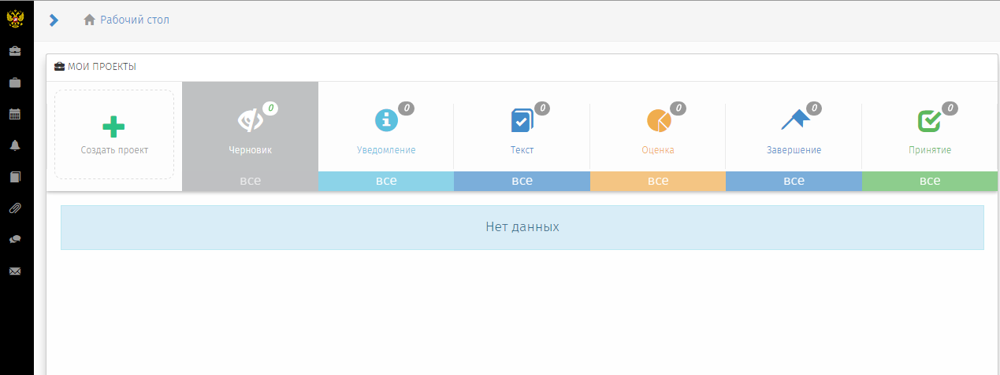 Рабочий стол
МОИ ПРОЕКТЫ
0 0 0 0 0 0
Создать проект Черновик Уведомление Текст Оценка Завершение Принятие
все все все все все все
Нет данных